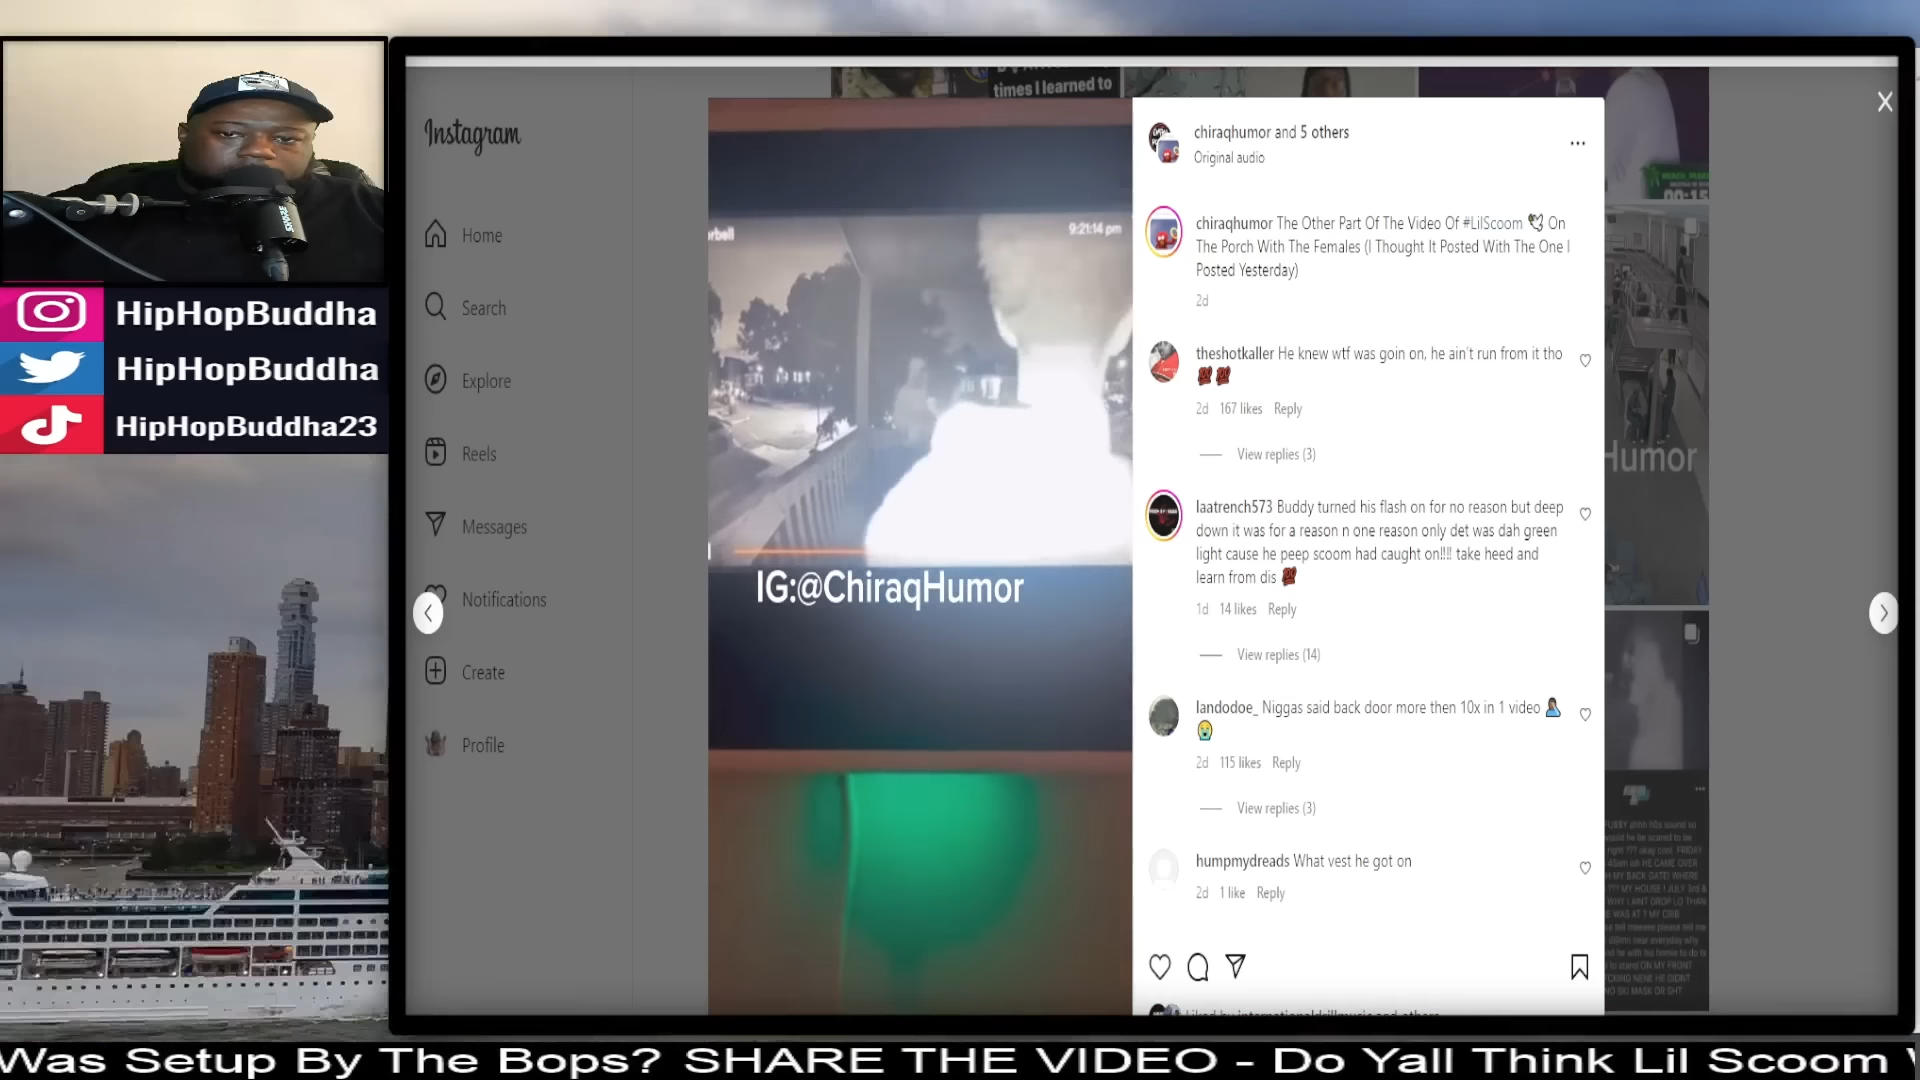 HipHopBuddha
HipHopBuddha
HipHopBuddha23
Instagram
Home
Search
Explore
Reels
Messages
Notifications
Create
Profile
times I learned to
rbell
9:21:14 pm
IG:@ChiraqHumor
chiraqhumor and 5 others
Original audio
chiraqhumor The Other Part Of The Video Of #LilScoom 🕊 On
The Porch With The Females (I Thought It Posted With The One I
Posted Yesterday)
2d
theshotkaller He knew wtf was goin on, he ain't run from it tho
💯💯
2d 167 likes Reply
View replies (3)
laatrench573 Buddy turned his flash on for no reason but deep
down it was for a reason n one reason only det was dah green
light cause he peep scoom had caught on!!!! take heed and
learn from dis 💯
1d 14 likes Reply
View replies (14)
landodoe_ Niggas said back door more then 10x in 1 video 🤦
😭
2d 115 likes Reply
View replies (3)
humpmydreads What vest he got on
2d 1 like Reply
Humor
Was Setup By The Bops? SHARE THE VIDEO - Do Yall Think Lil Scoom